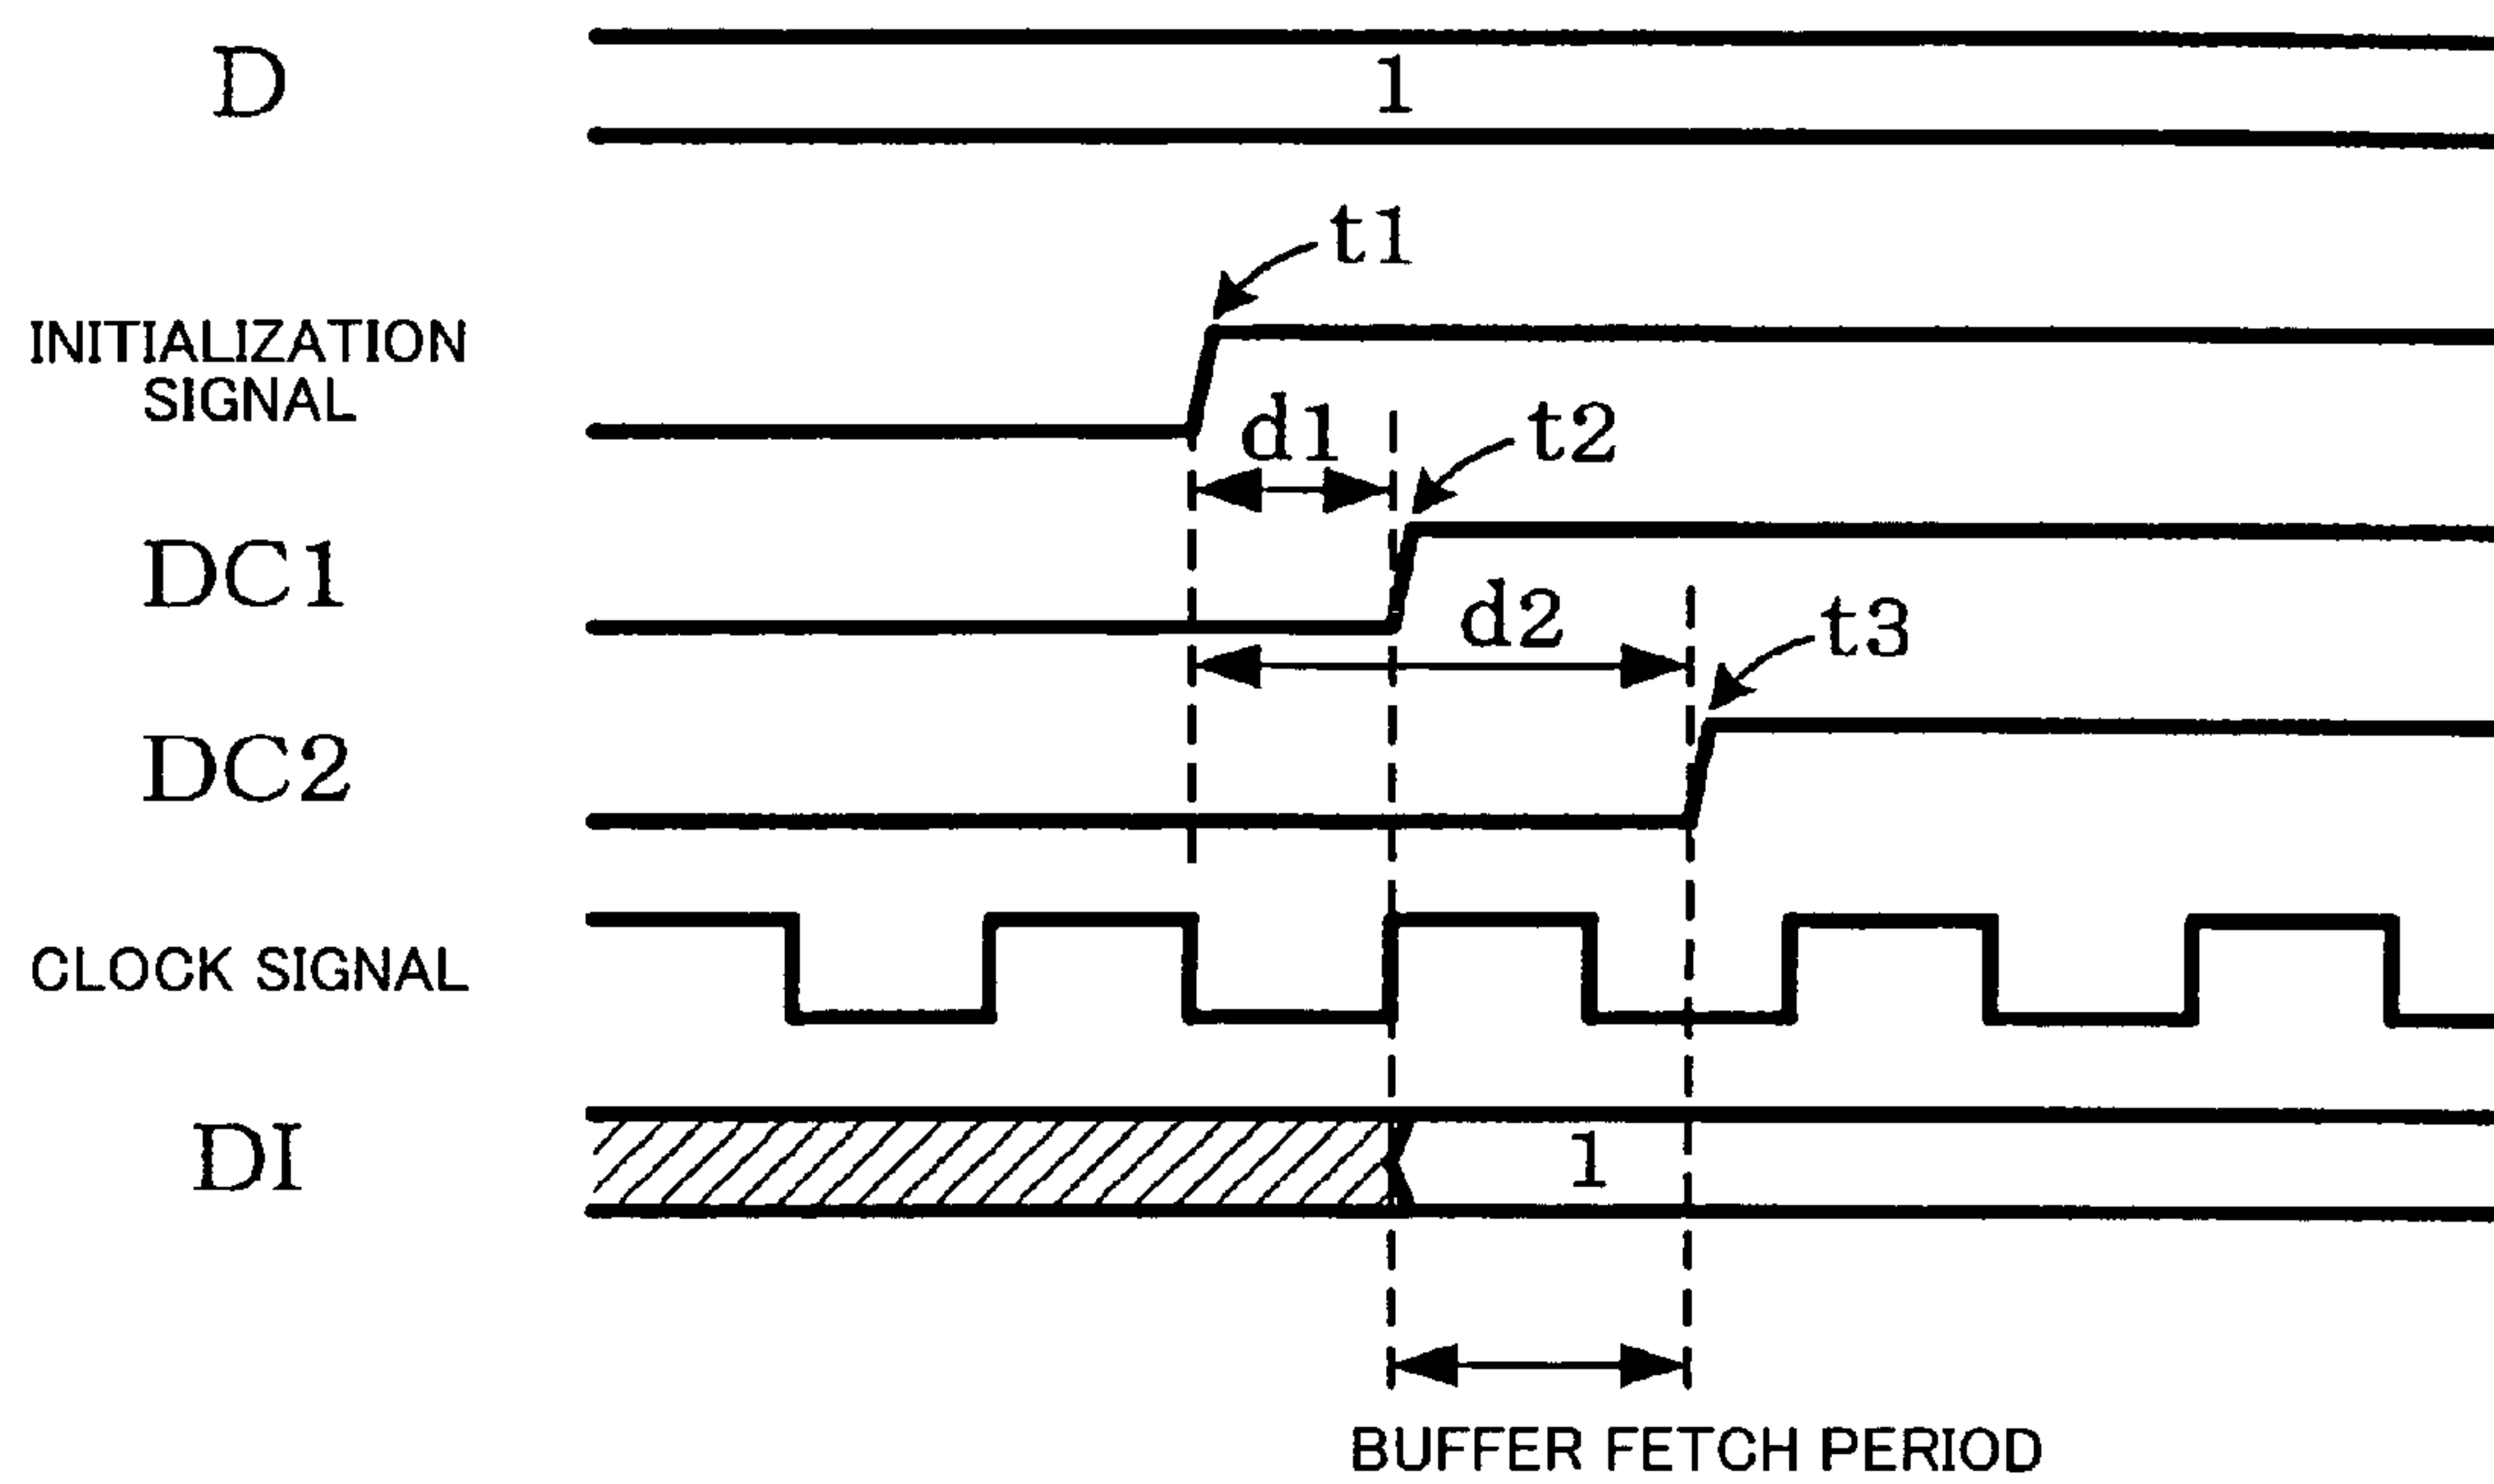 D
1
t1
INITIALIZATION
SIGNAL
d1
t2
DC1
d2
t3
DC2
CLOCK SIGNAL
DI
1
BUFFER FETCH PERIOD